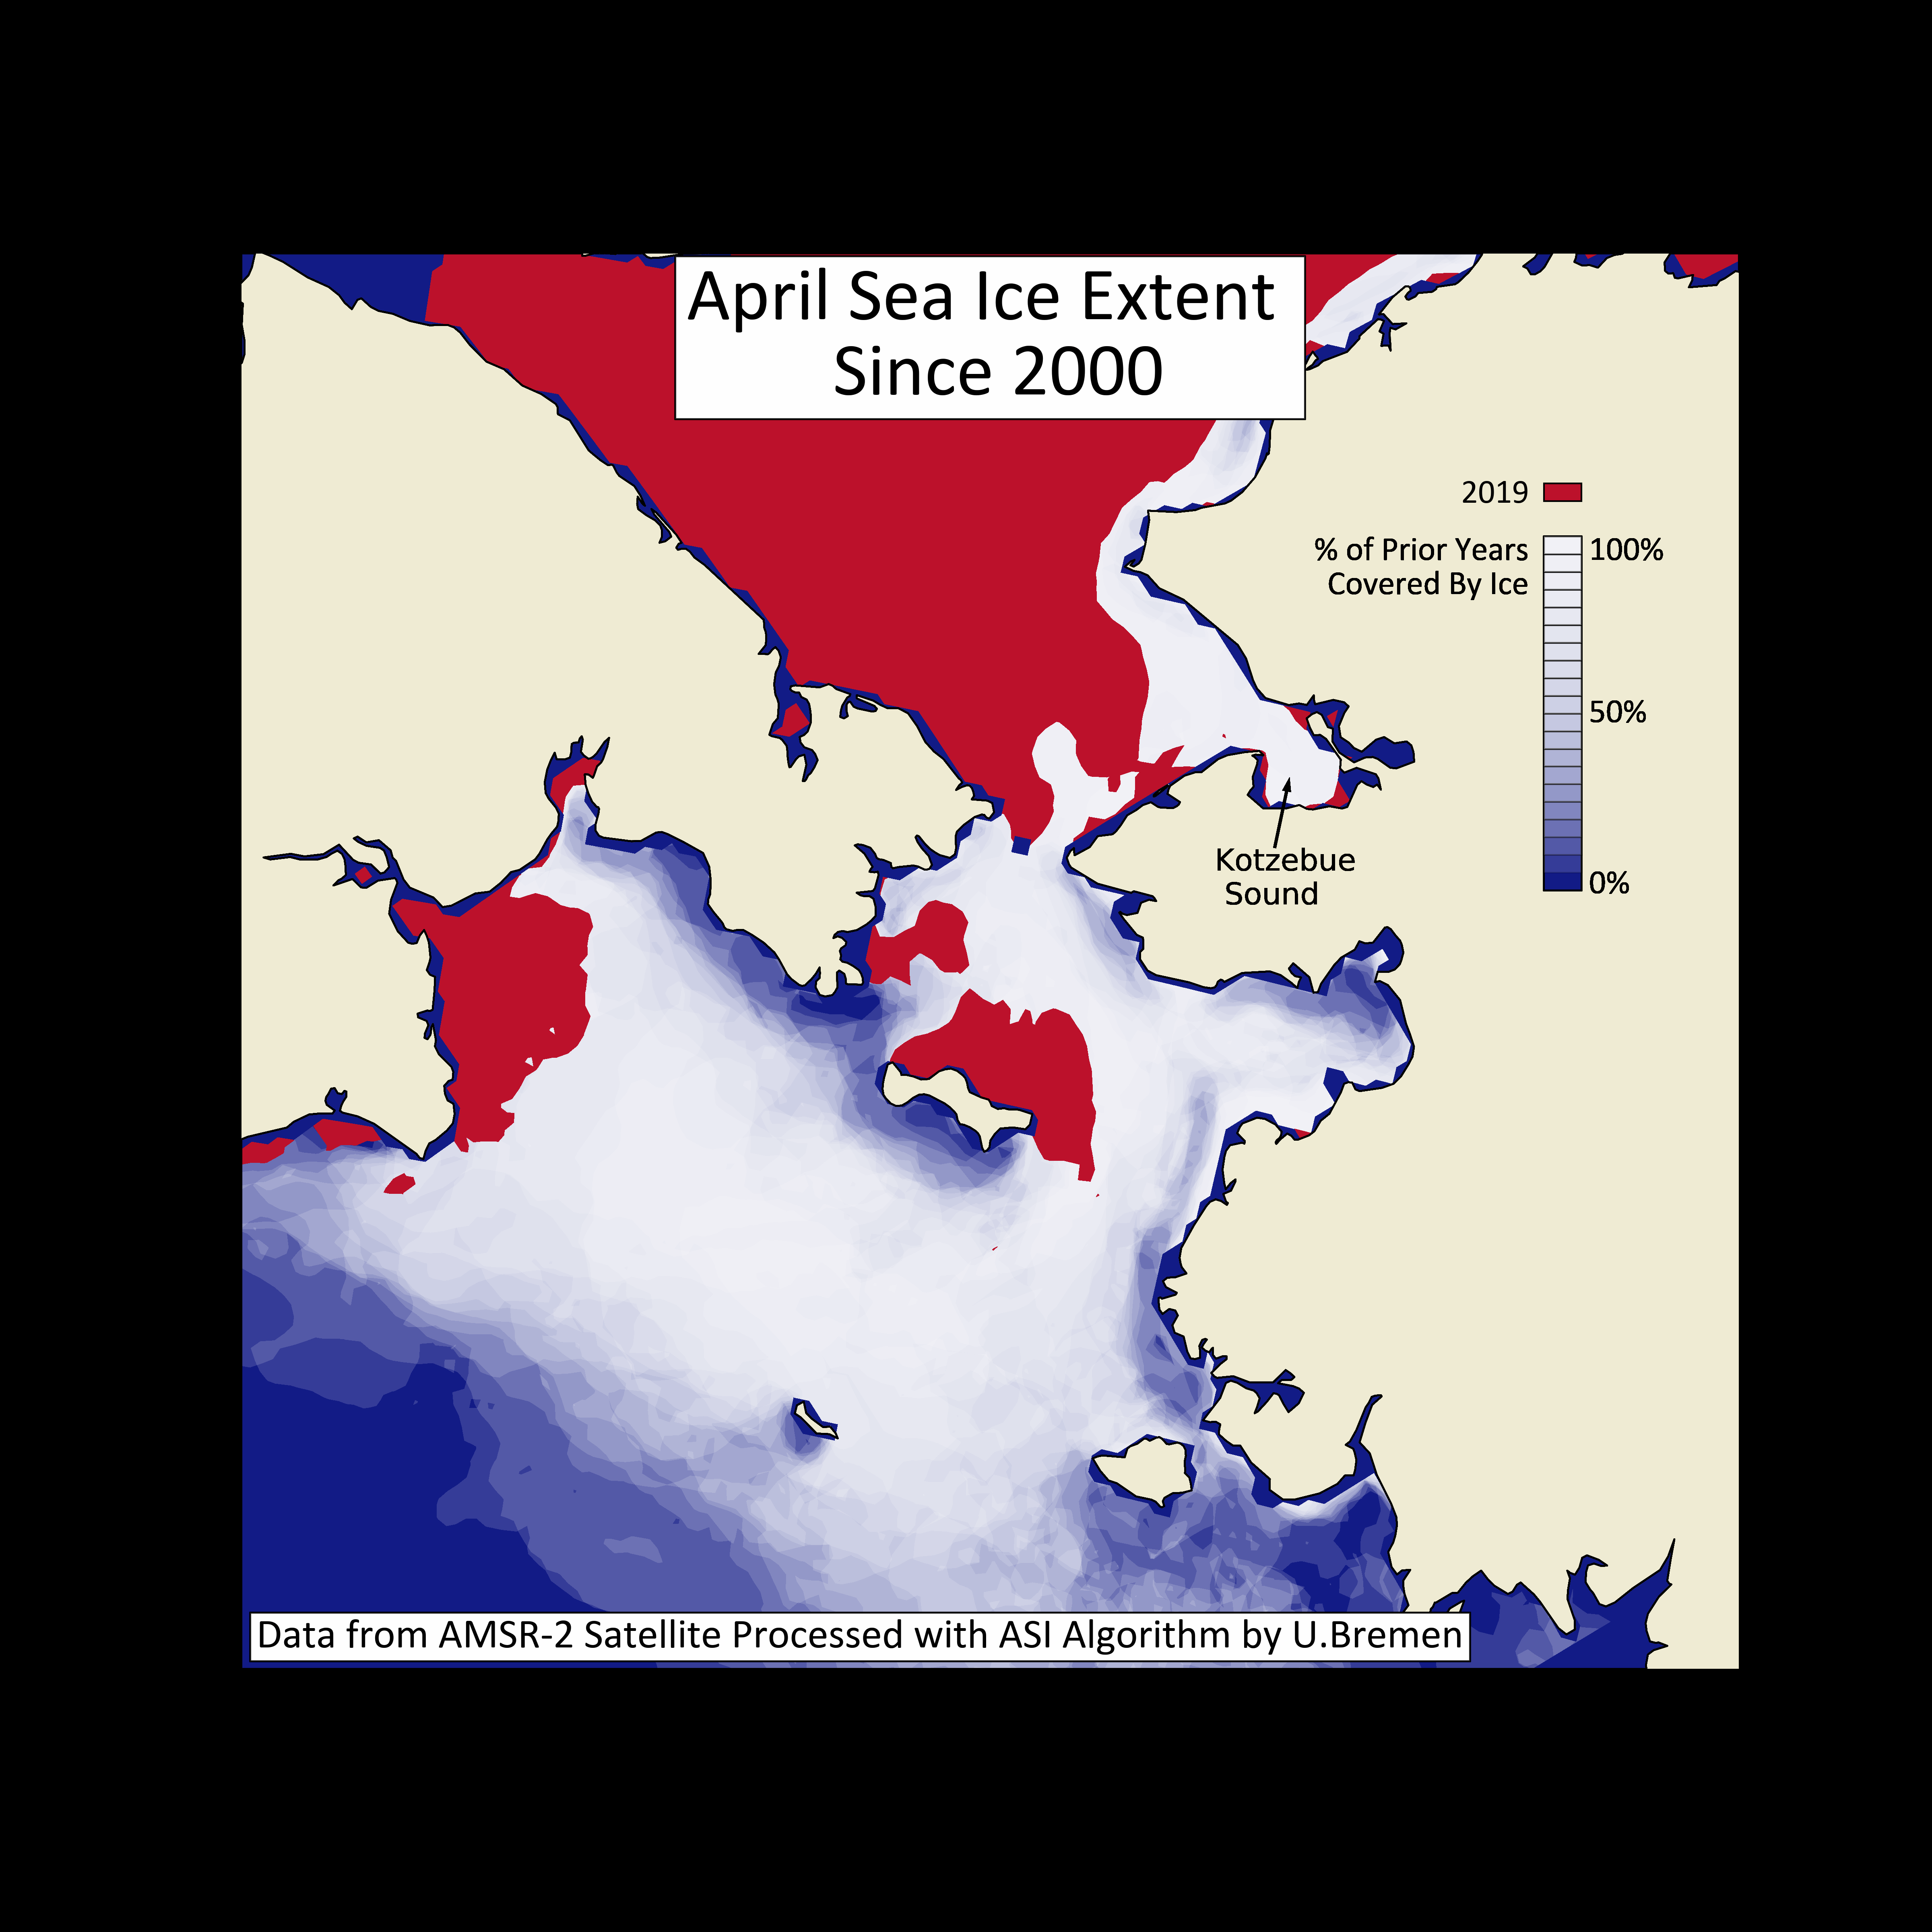 April Sea Ice Extent
Since 2000
2019
% of Prior Years
Covered By Ice
100%
50%
0%
Kotzebue
Sound
Data from AMSR-2 Satellite Processed with ASI Algorithm by U.Bremen